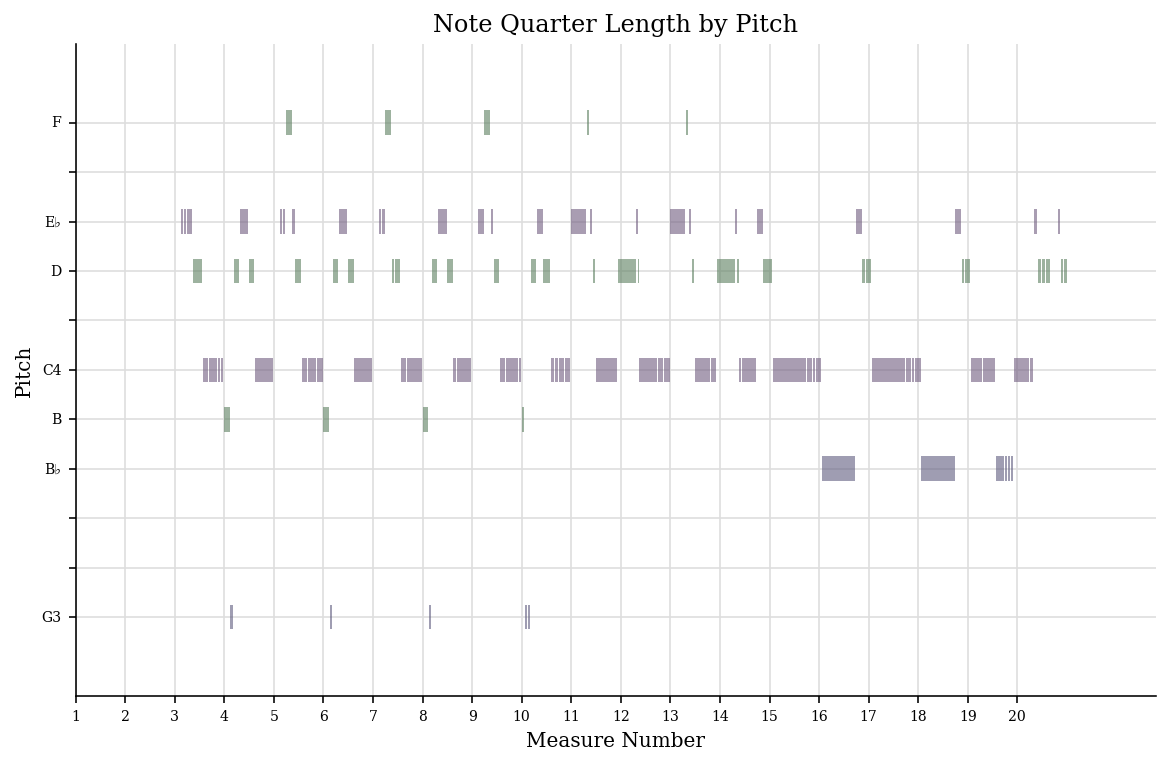 Note Quarter Length by Pitch
F
E♭
D
C4
B
B♭
G3
Pitch
1 2 3 4 5 6 7 8 9 10 11 12 13 14 15 16 17 18 19 20
Measure Number